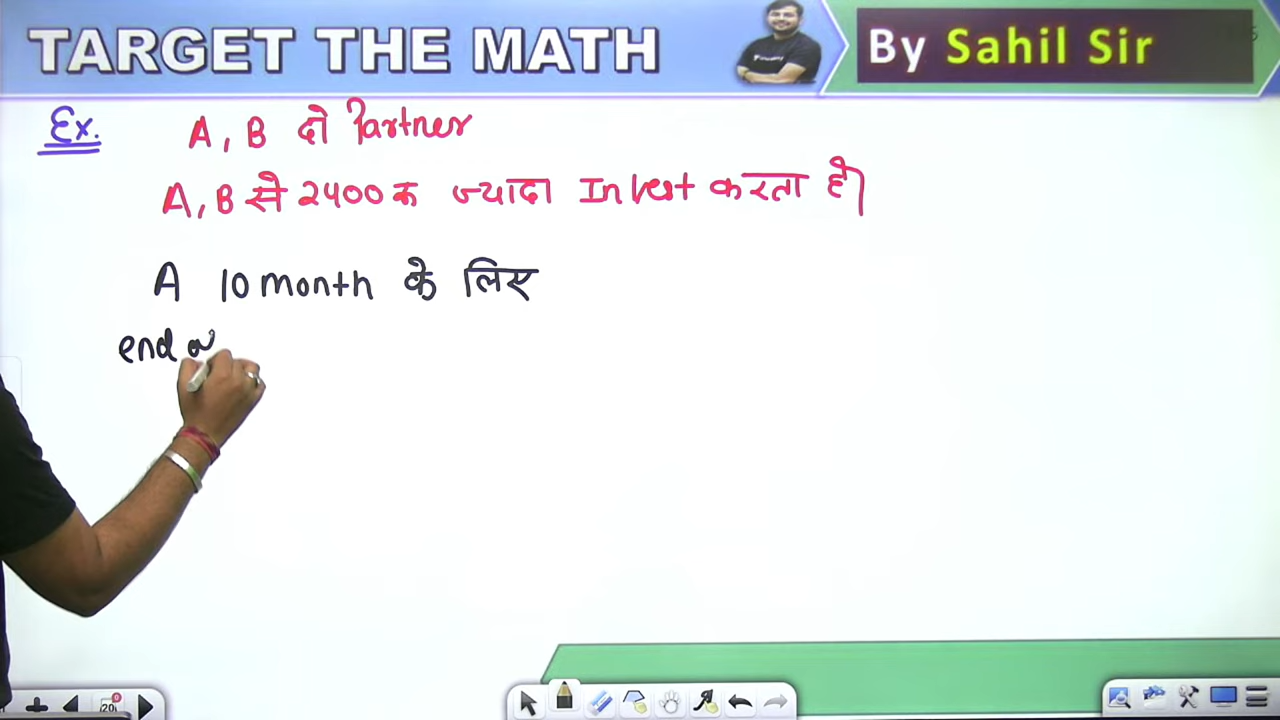 TARGET THE MATH
By Sahil Sir
Ex. A, B दो Partner
A, B से 2400 रू ज्यादा Invest करता है।
A 10 month के लिए
end